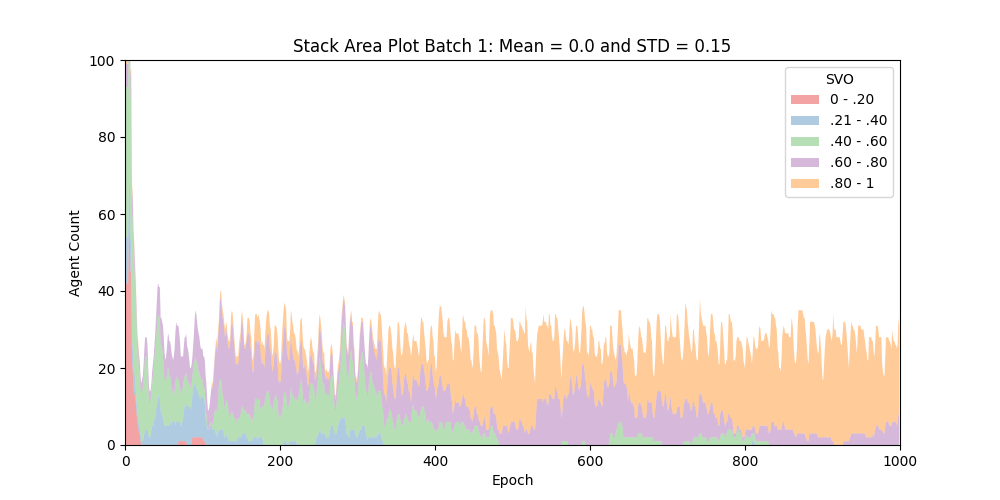 Stack Area Plot Batch 1: Mean = 0.0 and STD = 0.15
100
80
60
40
20
0
Agent Count
0
200
400
600
800
1000
Epoch
SVO
0 - .20
.21 - .40
.40 - .60
.60 - .80
.80 - 1